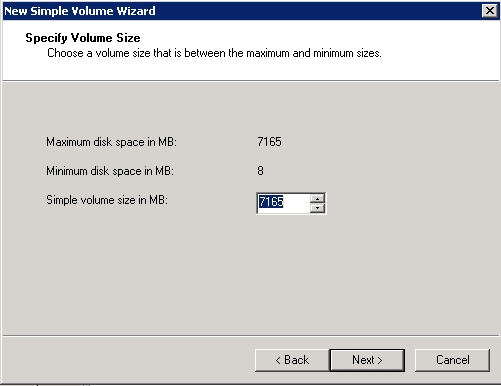 New Simple Volume Wizard
Specify Volume Size
Choose a volume size that is between the maximum and minimum sizes.
Maximum disk space in MB: 7165
Minimum disk space in MB: 8
Simple volume size in MB: 7165
< Back Next > Cancel